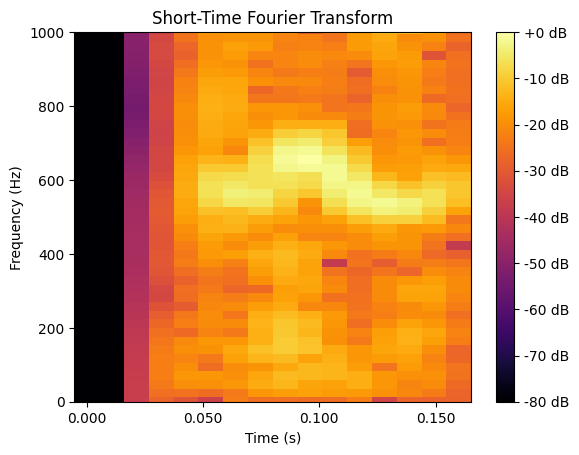 Short-Time Fourier Transform
1000
800
600
400
200
0
Frequency (Hz)
0.000
0.050
0.100
0.150
Time (s)
+0 dB
-10 dB
-20 dB
-30 dB
-40 dB
-50 dB
-60 dB
-70 dB
-80 dB